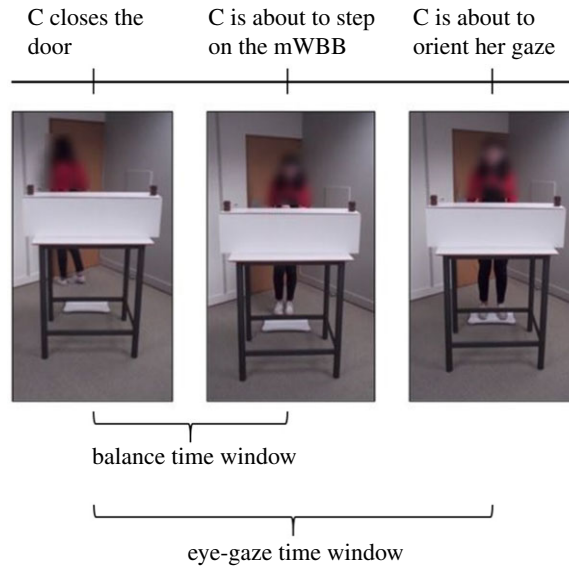 C closes the
door
C is about to step
on the mWBB
C is about to
orient her gaze
balance time window
eye-gaze time window